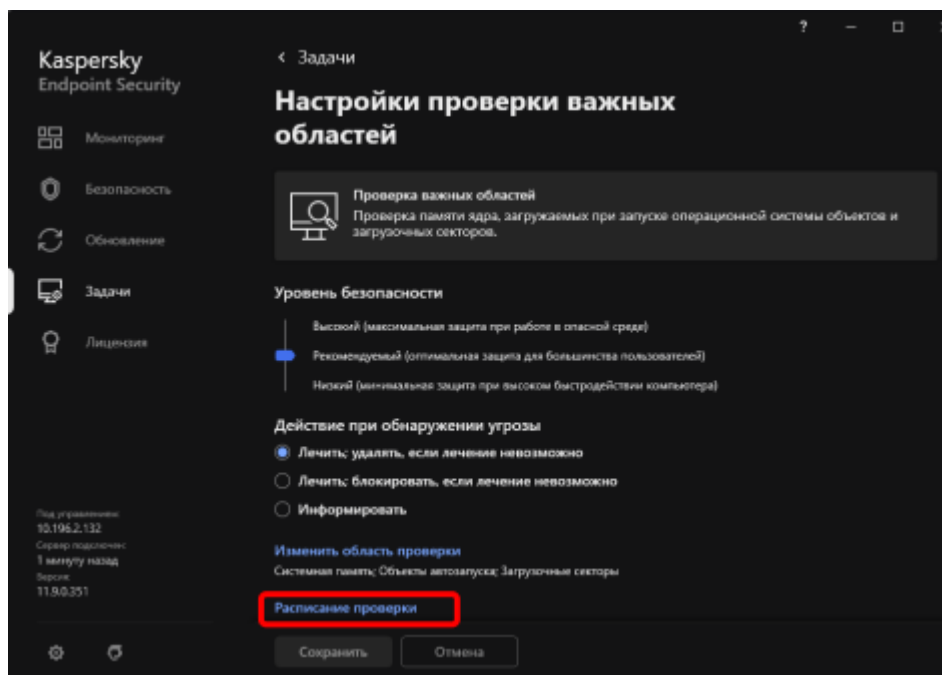 ?
Kaspersky
Endpoint Security
Мониторинг
Безопасность
Обновление
Задачи
Лицензия
Под управлением:
10.196.2.132
Сервер подключен:
1 минуту назад
Версия:
11.9.0.351
< Задачи
Настройки проверки важных
областей
Проверка важных областей
Проверка памяти ядра, загружаемых при запуске операционной системы объектов и
загрузочных секторов.
Уровень безопасности
Высокий (максимальная защита при работе в опасной среде)
Рекомендуемый (оптимальная защита для большинства пользователей)
Низкий (минимальная защита при высоком быстродействии компьютера)
Действие при обнаружении угрозы
Лечить; удалять, если лечение невозможно
Лечить; блокировать, если лечение невозможно
Информировать
Изменить область проверки
Системная память; Объекты автозапуска; Загрузочные секторы
Расписание проверки
Сохранить
Отмена